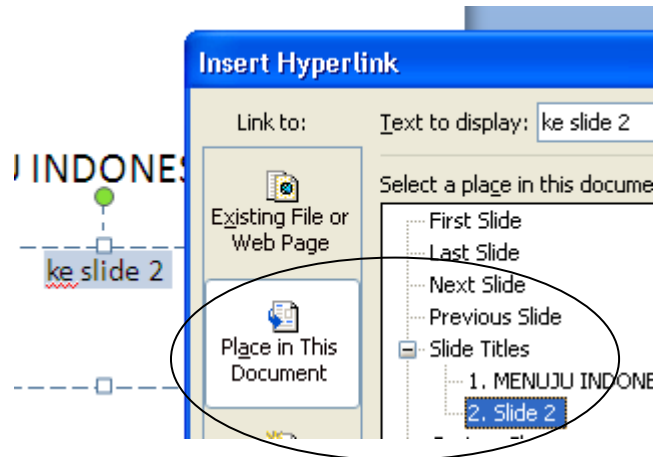 Insert Hyperlink
Link to:
Text to display: ke slide 2
INDONES
Select a place in this docume
Existing File or
Web Page
First Slide
Last Slide
Next Slide
Previous Slide
Slide Titles
1. MENUJU INDONE
2. Slide 2
ke slide 2
Place in This
Document